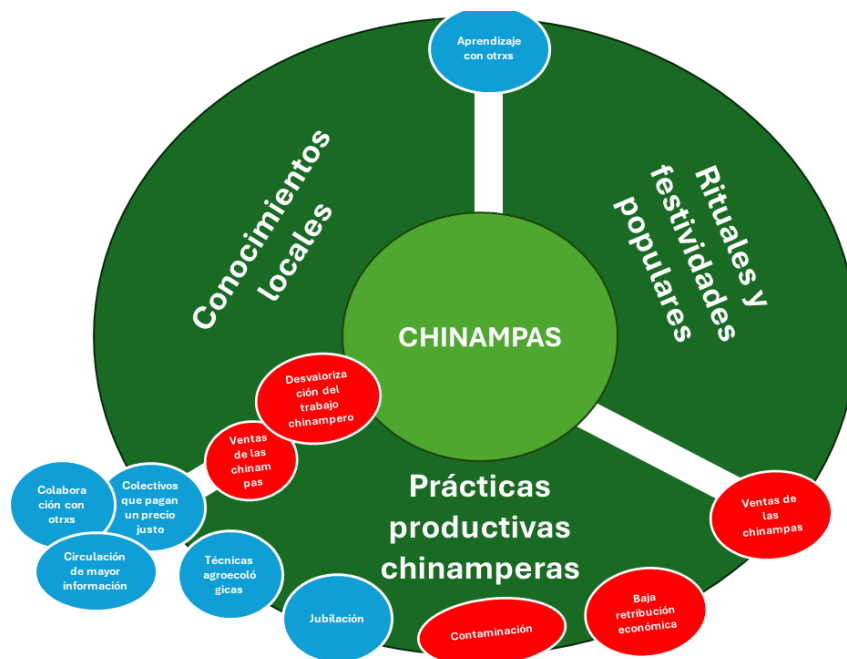 Aprendizaje
con otrxs
Conocimientos
locales
Rituales y
festividades
populares
CHINAMPAS
Desvaloriza
ción del
trabajo
chinampero
Ventas
de las
chinam
pas
Colabora
ción con
otrxs
Colectivos
que pagan
un precio
justo
Circulación
de mayor
información
Técnicas
agroecoló
gicas
Jubilación
Prácticas
productivas
chinamperas
Contaminación
Baja
retribución
económica
Ventas de
las
chinampas